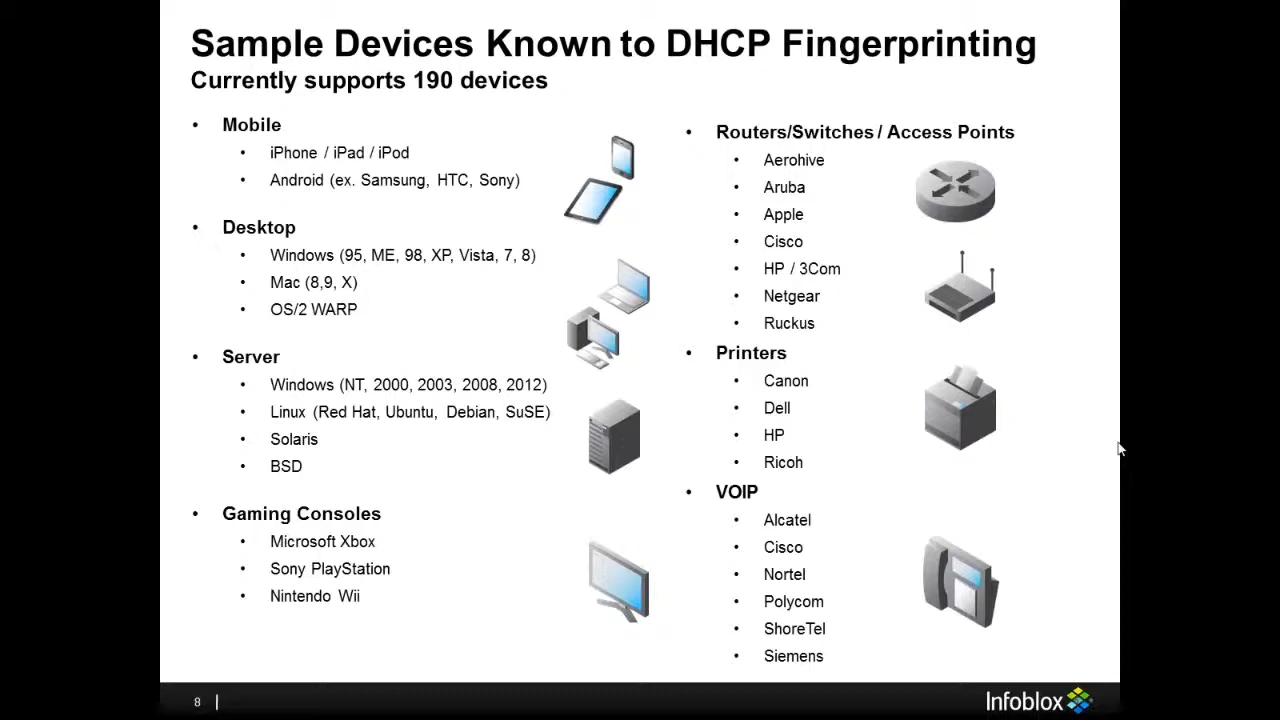 Sample Devices Known to DHCP Fingerprinting
Currently supports 190 devices
• Mobile
• iPhone / iPad / iPod
• Android (ex. Samsung, HTC, Sony)
• Desktop
• Windows (95, ME, 98, XP, Vista, 7, 8)
• Mac (8,9, X)
• OS/2 WARP
• Server
• Windows (NT, 2000, 2003, 2008, 2012)
• Linux (Red Hat, Ubuntu, Debian, SuSE)
• Solaris
• BSD
• Gaming Consoles
• Microsoft Xbox
• Sony PlayStation
• Nintendo Wii
• Routers/Switches / Access Points
• Aerohive
• Aruba
• Apple
• Cisco
• HP / 3Com
• Netgear
• Ruckus
• Printers
• Canon
• Dell
• HP
• Ricoh
• VOIP
• Alcatel
• Cisco
• Nortel
• Polycom
• ShoreTel
• Siemens
8 |
Infoblox